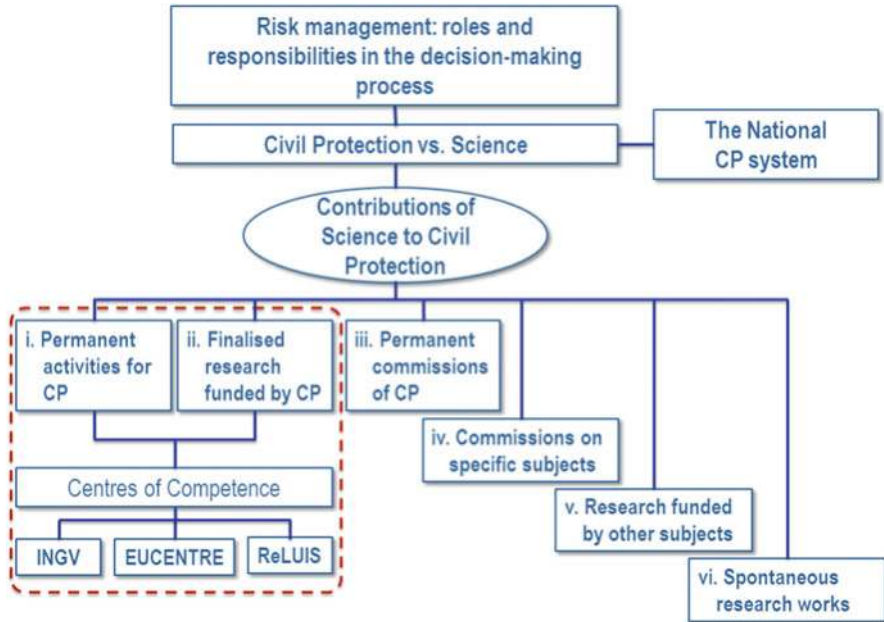 Risk management: roles and
responsibilities in the decision-making
process
Civil Protection vs. Science
The National
CP system
Contributions of
Science to Civil
Protection
i. Permanent
activities for
CP
ii. Finalised
research
funded by CP
iii. Permanent
commissions
of CP
iv. Commissions on
specific subjects
Centres of Competence
v. Research funded
by other subjects
INGV
EUCENTRE
ReLUIS
vi. Spontaneous
research works